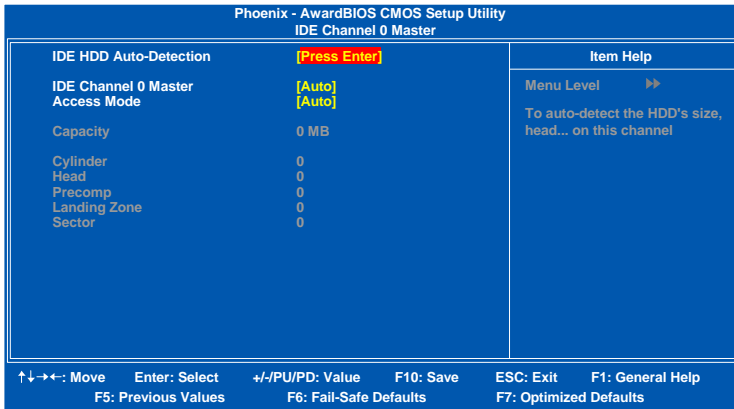 Phoenix - AwardBIOS CMOS Setup Utility
IDE Channel 0 Master
IDE HDD Auto-Detection [Press Enter]
IDE Channel 0 Master [Auto]
Access Mode [Auto]
Capacity 0 MB
Cylinder 0
Head 0
Precomp 0
Landing Zone 0
Sector 0
Item Help
Menu Level
To auto-detect the HDD's size,
head... on this channel
↑↓→←: Move Enter: Select +/-/PU/PD: Value F10: Save ESC: Exit F1: General Help
F5: Previous Values F6: Fail-Safe Defaults F7: Optimized Defaults